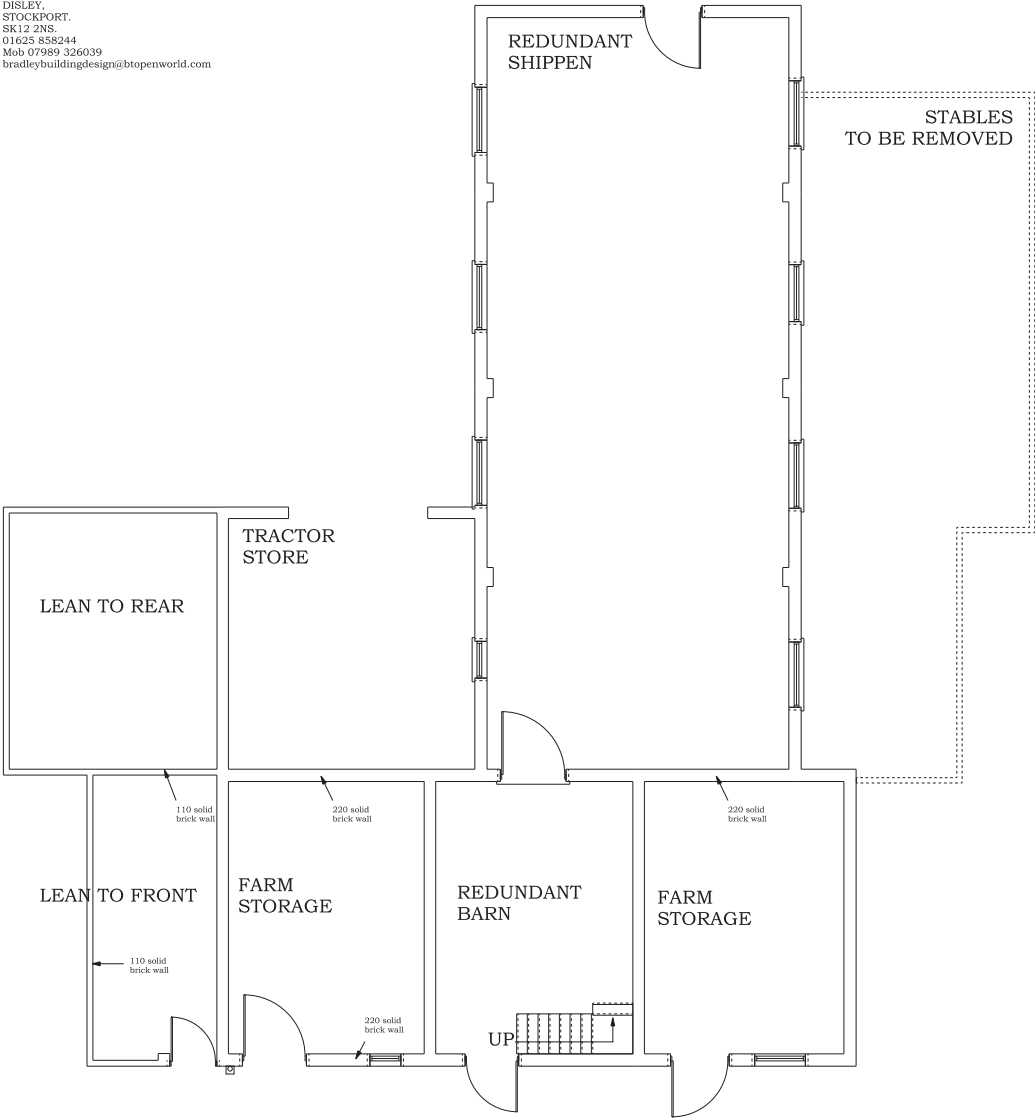 DISLEY,
STOCKPORT.
SK12 2NS.
01625 858244
Mob 07989 326039
bradleybuildingdesign@btopenworld.com
REDUNDANT
SHIPPEN
STABLES
TO BE REMOVED
TRACTOR
STORE
LEAN TO REAR
110 solid
brick wall
220 solid
brick wall
220 solid
brick wall
LEAN TO FRONT
FARM
STORAGE
REDUNDANT
BARN
FARM
STORAGE
110 solid
brick wall
220 solid
brick wall
UP